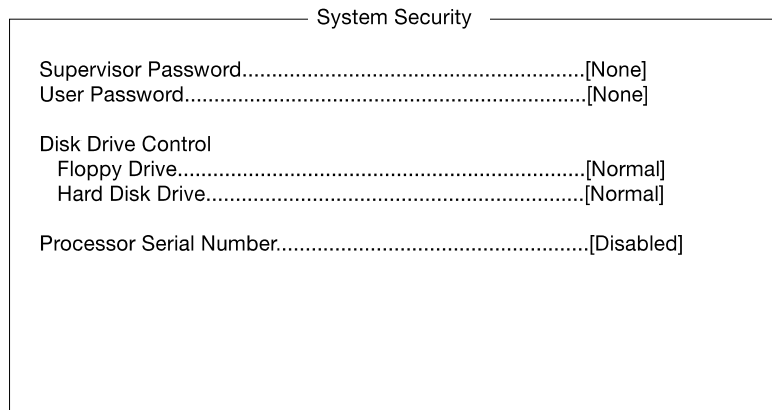 System Security
Supervisor Password..........................................................[None]
User Password....................................................................[None]
Disk Drive Control
Floppy Drive.....................................................................[Normal]
Hard Disk Drive................................................................[Normal]
Processor Serial Number.....................................................[Disabled]